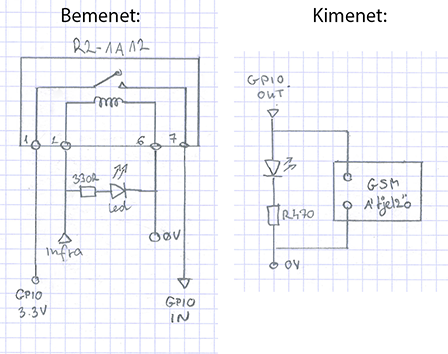 Bemenet:
R2-1A12
1
2
6
7
330R
Led
0V
Infra
GPIO
3.3V
GPIO
IN
Kimenet:
GPIO
OUT
GSM
Átjelző
R470
0V